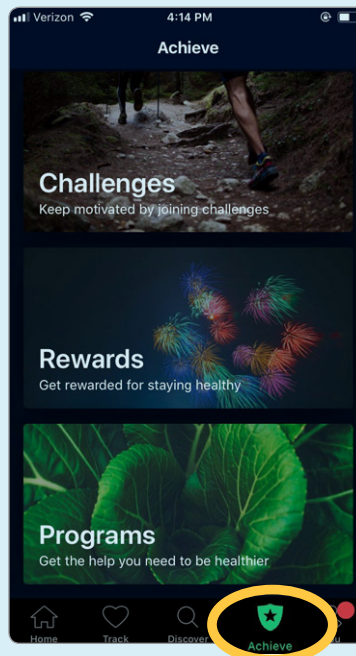 Verizon 4:14 PM
Achieve
Challenges
Keep motivated by joining challenges
Rewards
Get rewarded for staying healthy
Programs
Get the help you need to be healthier
Home Track Discover Achieve